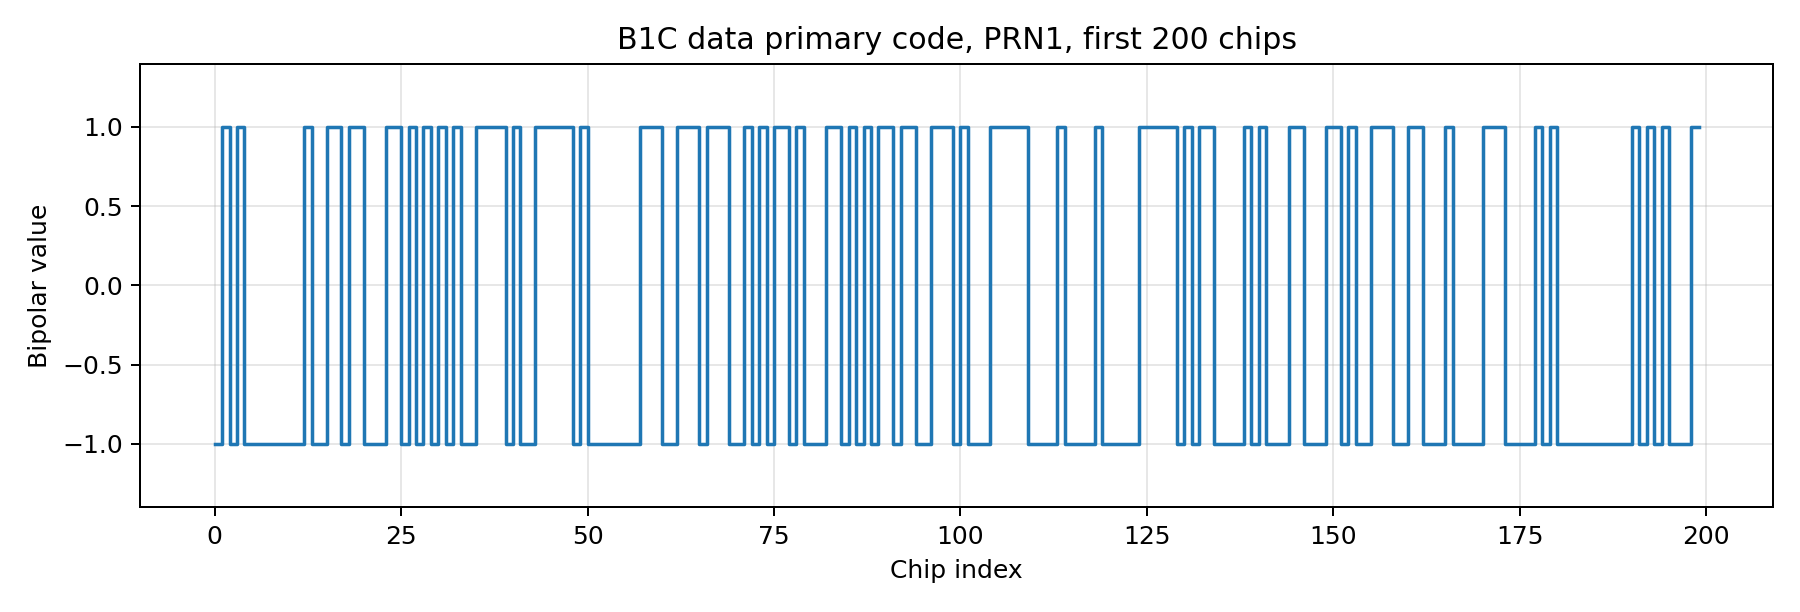 B1C data primary code, PRN1, first 200 chips
Bipolar value
1.0
0.5
0.0
−0.5
−1.0
0 25 50 75 100 125 150 175 200
Chip index